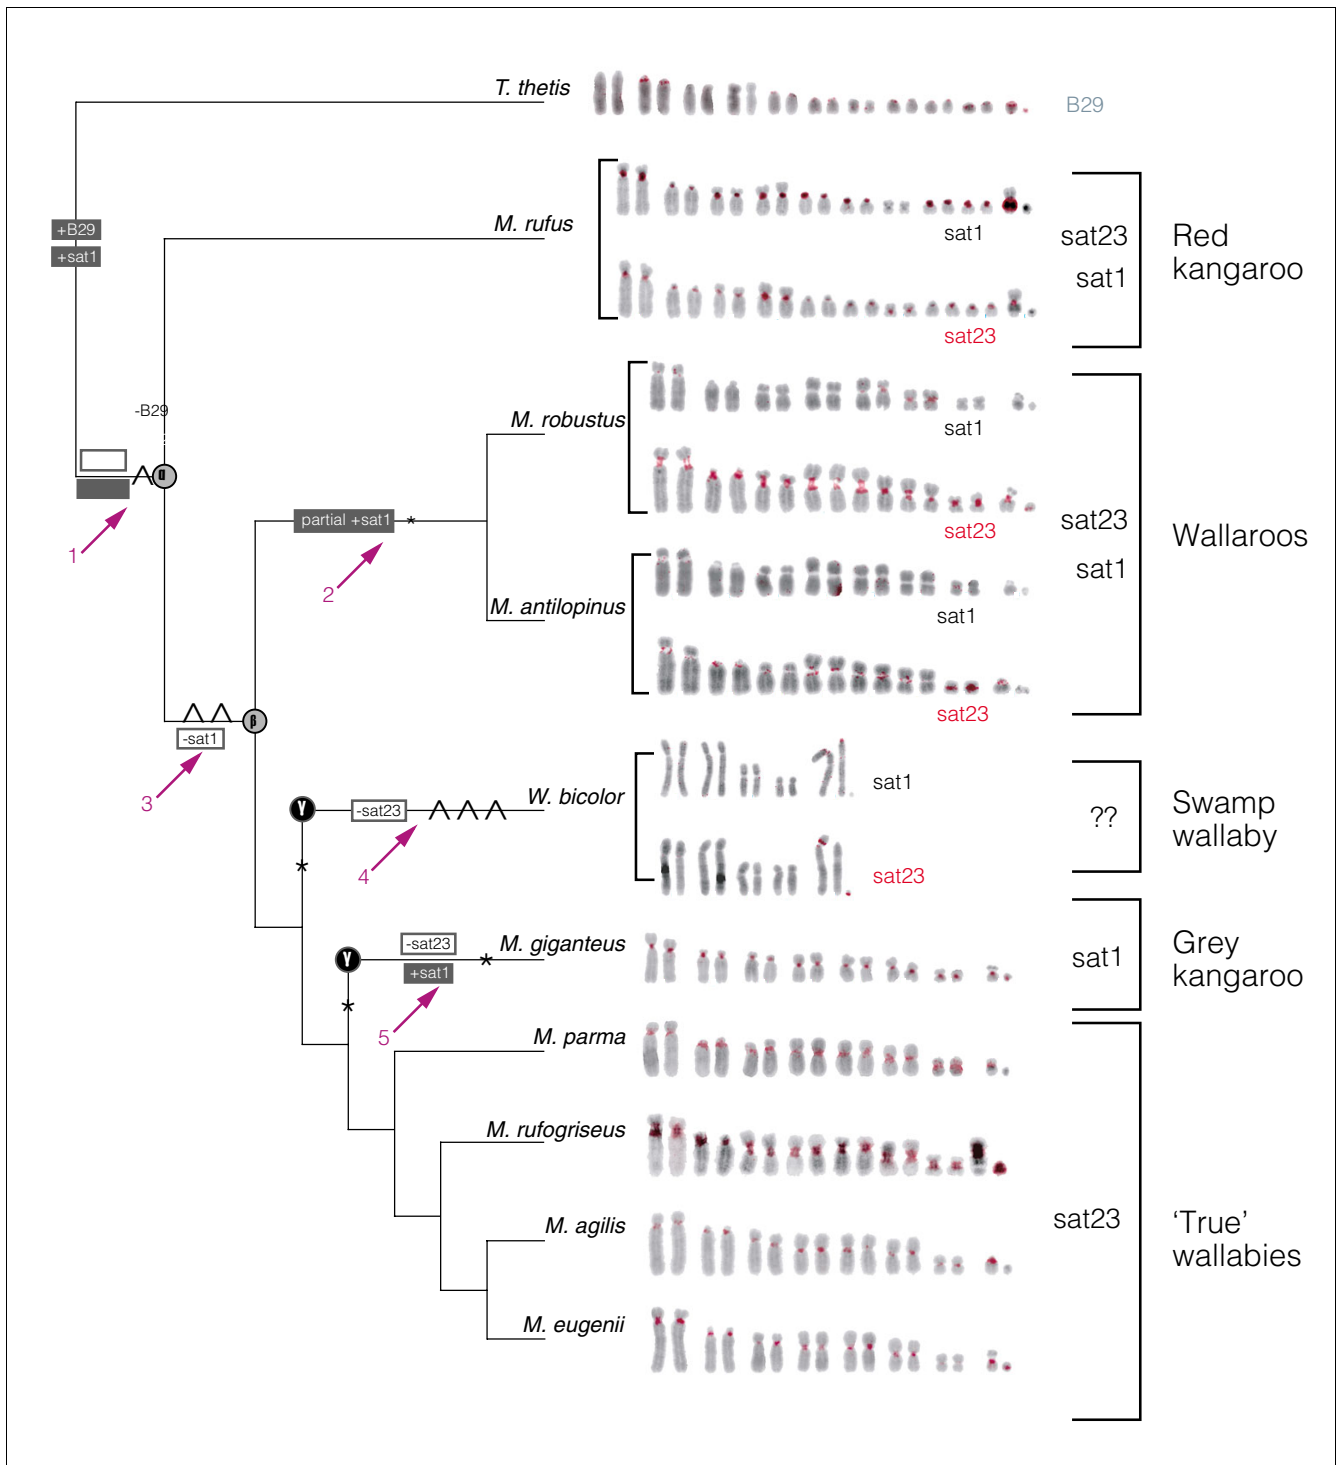 T. thetis
B29
+B29
+sat1
M. rufus
sat1
sat23
sat23
sat1
Red
kangaroo
-B29
α
1
M. robustus
sat1
sat23
partial +sat1
*
2
M. antilopinus
sat1
sat23
sat23
sat1
Wallaroos
β
-sat1
3
W. bicolor
sat1
sat23
??
Swamp
wallaby
γ
-sat23
*
4
M. giganteus
sat1
Grey
kangaroo
γ
-sat23
+sat1
*
*
5
M. parma
M. rufogriseus
M. agilis
M. eugenii
sat23
‘True’
wallabies